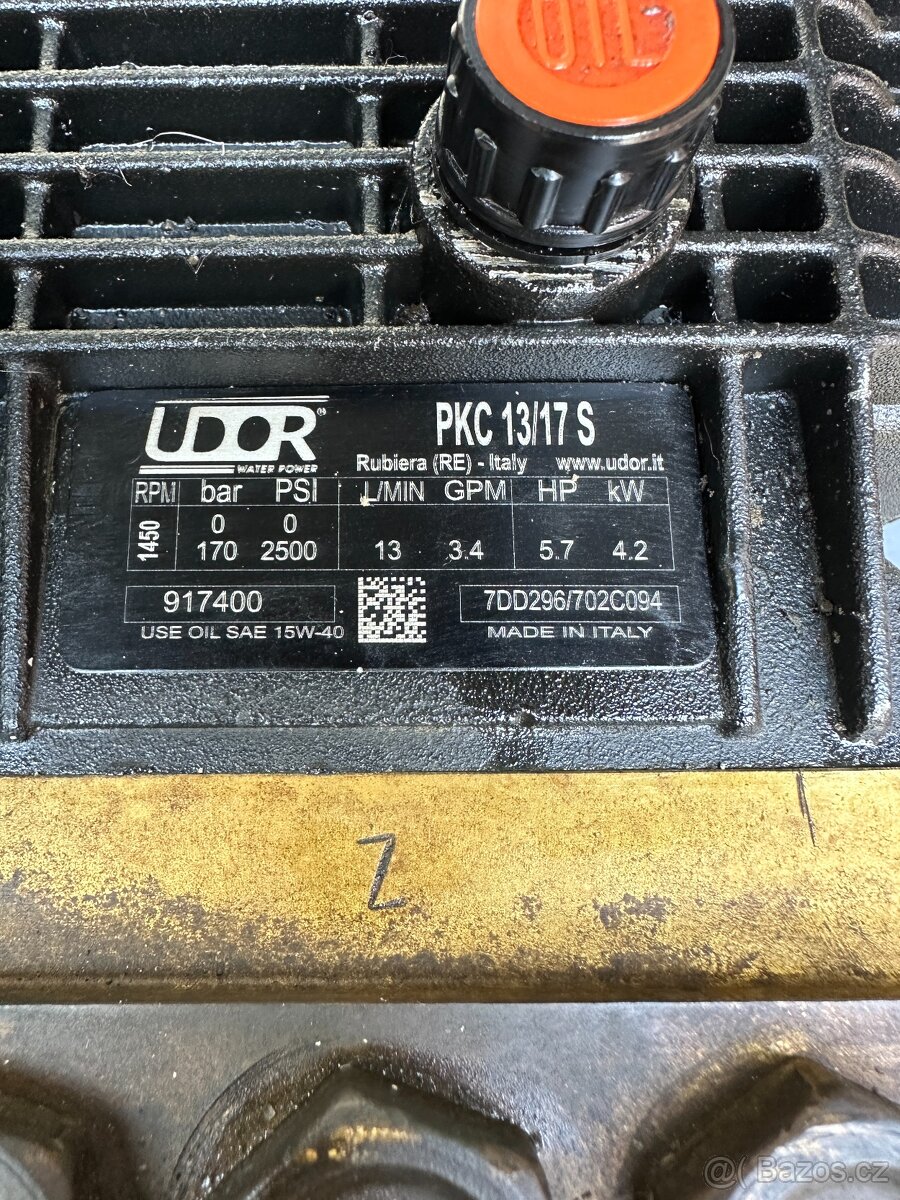 UDOR®
WATER POWER
PKC 13/17 S
Rubiera (RE) - Italy www.udor.it
RPM bar PSI L/MIN GPM HP kW
1450 0 0
170 2500 13 3.4 5.7 4.2
917400 7DD296/702C094
USE OIL SAE 15W-40 MADE IN ITALY
Z
Bazos.cz